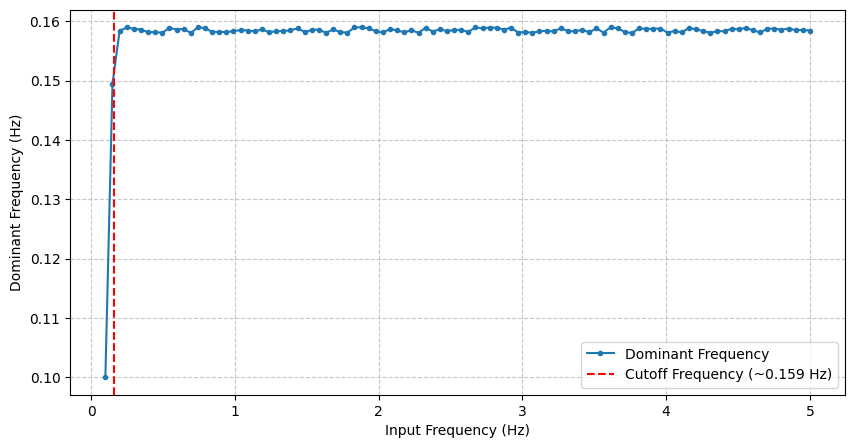 0.16
0.15
0.14
0.13
0.12
0.11
0.10
Dominant Frequency (Hz)
Dominant Frequency
Cutoff Frequency (~0.159 Hz)
0 1 2 3 4 5
Input Frequency (Hz)